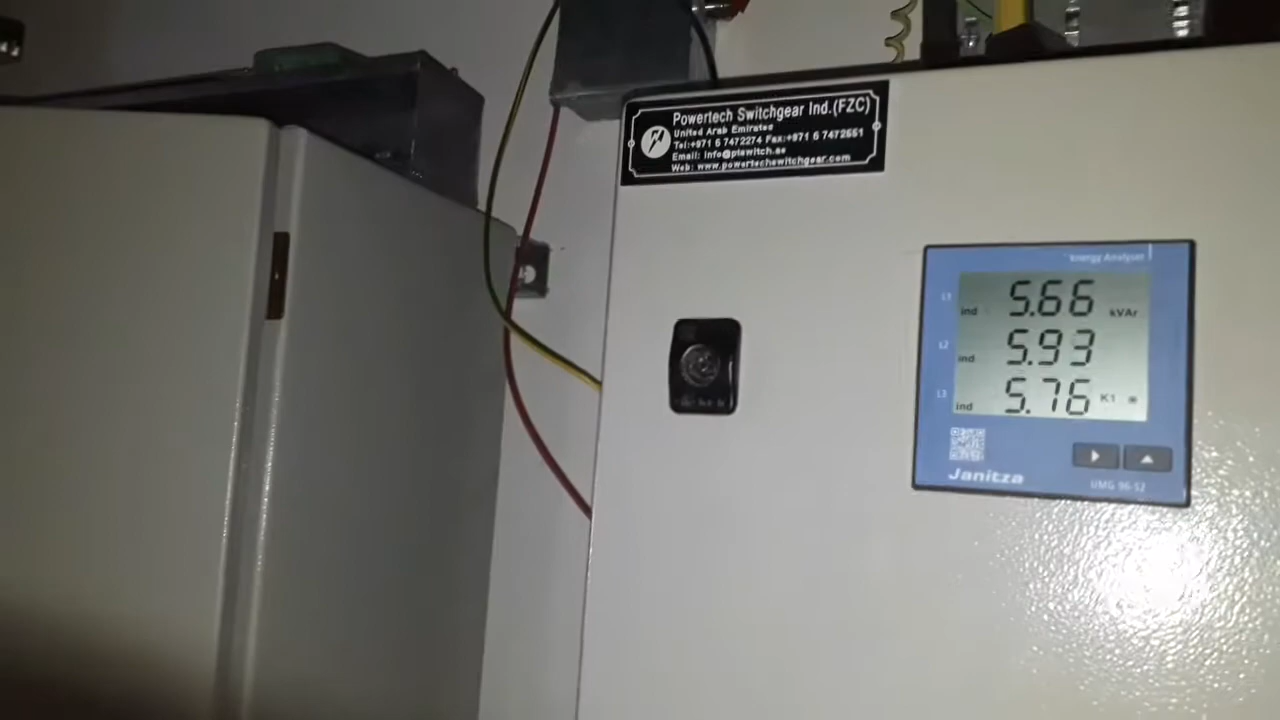 Powertech Switchgear Ind.(FZC)
United Arab Emirates
Tel:+971 6 7472274 Fax:+971 6 7472551
Email: info@ptswitch.ae
Web: www.powertechswitchgear.com
Energy Analyser
L1 ind 5.66 kVAr
L2 ind 5.93
L3 ind 5.76 K1
Janitza
UMG 96-S2